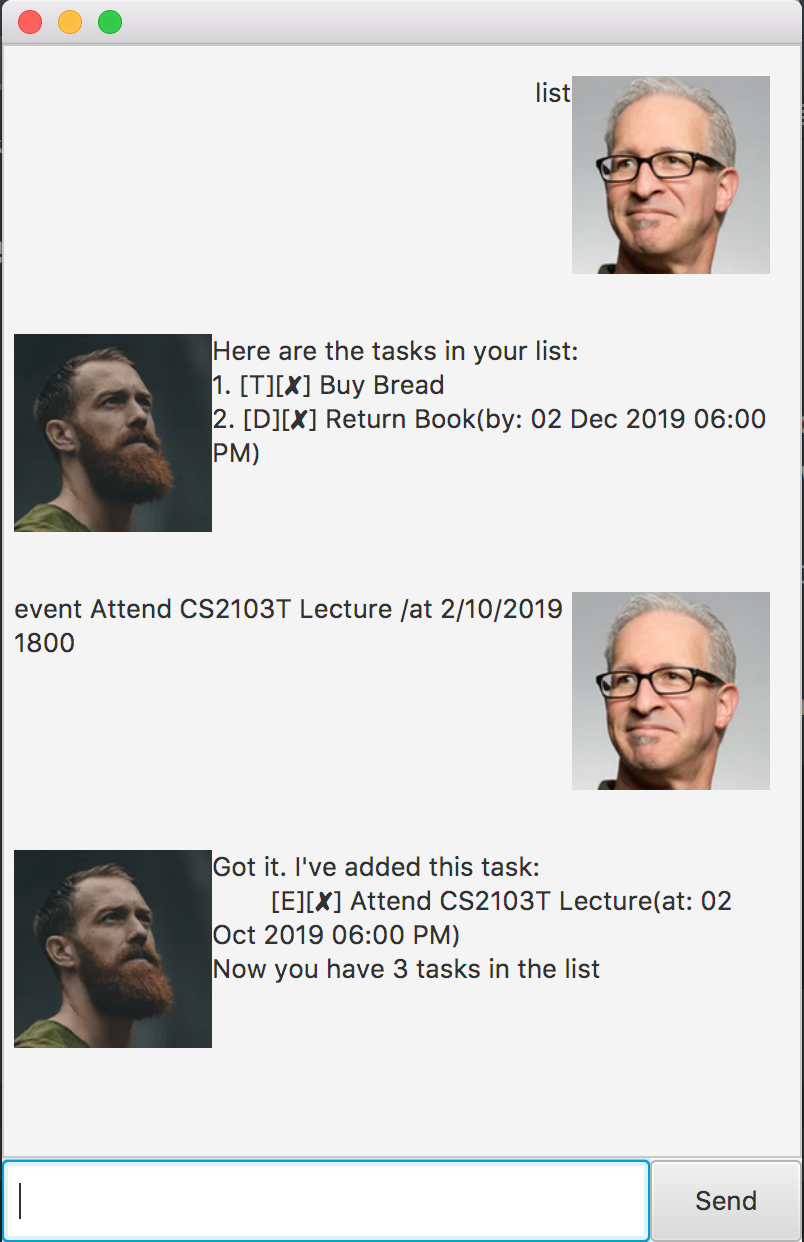 list
Here are the tasks in your list:
1. [T][✘] Buy Bread
2. [D][✘] Return Book(by: 02 Dec 2019 06:00
PM)
event Attend CS2103T Lecture /at 2/10/2019
1800
Got it. I've added this task:
[E][✘] Attend CS2103T Lecture(at: 02
Oct 2019 06:00 PM)
Now you have 3 tasks in the list
Send